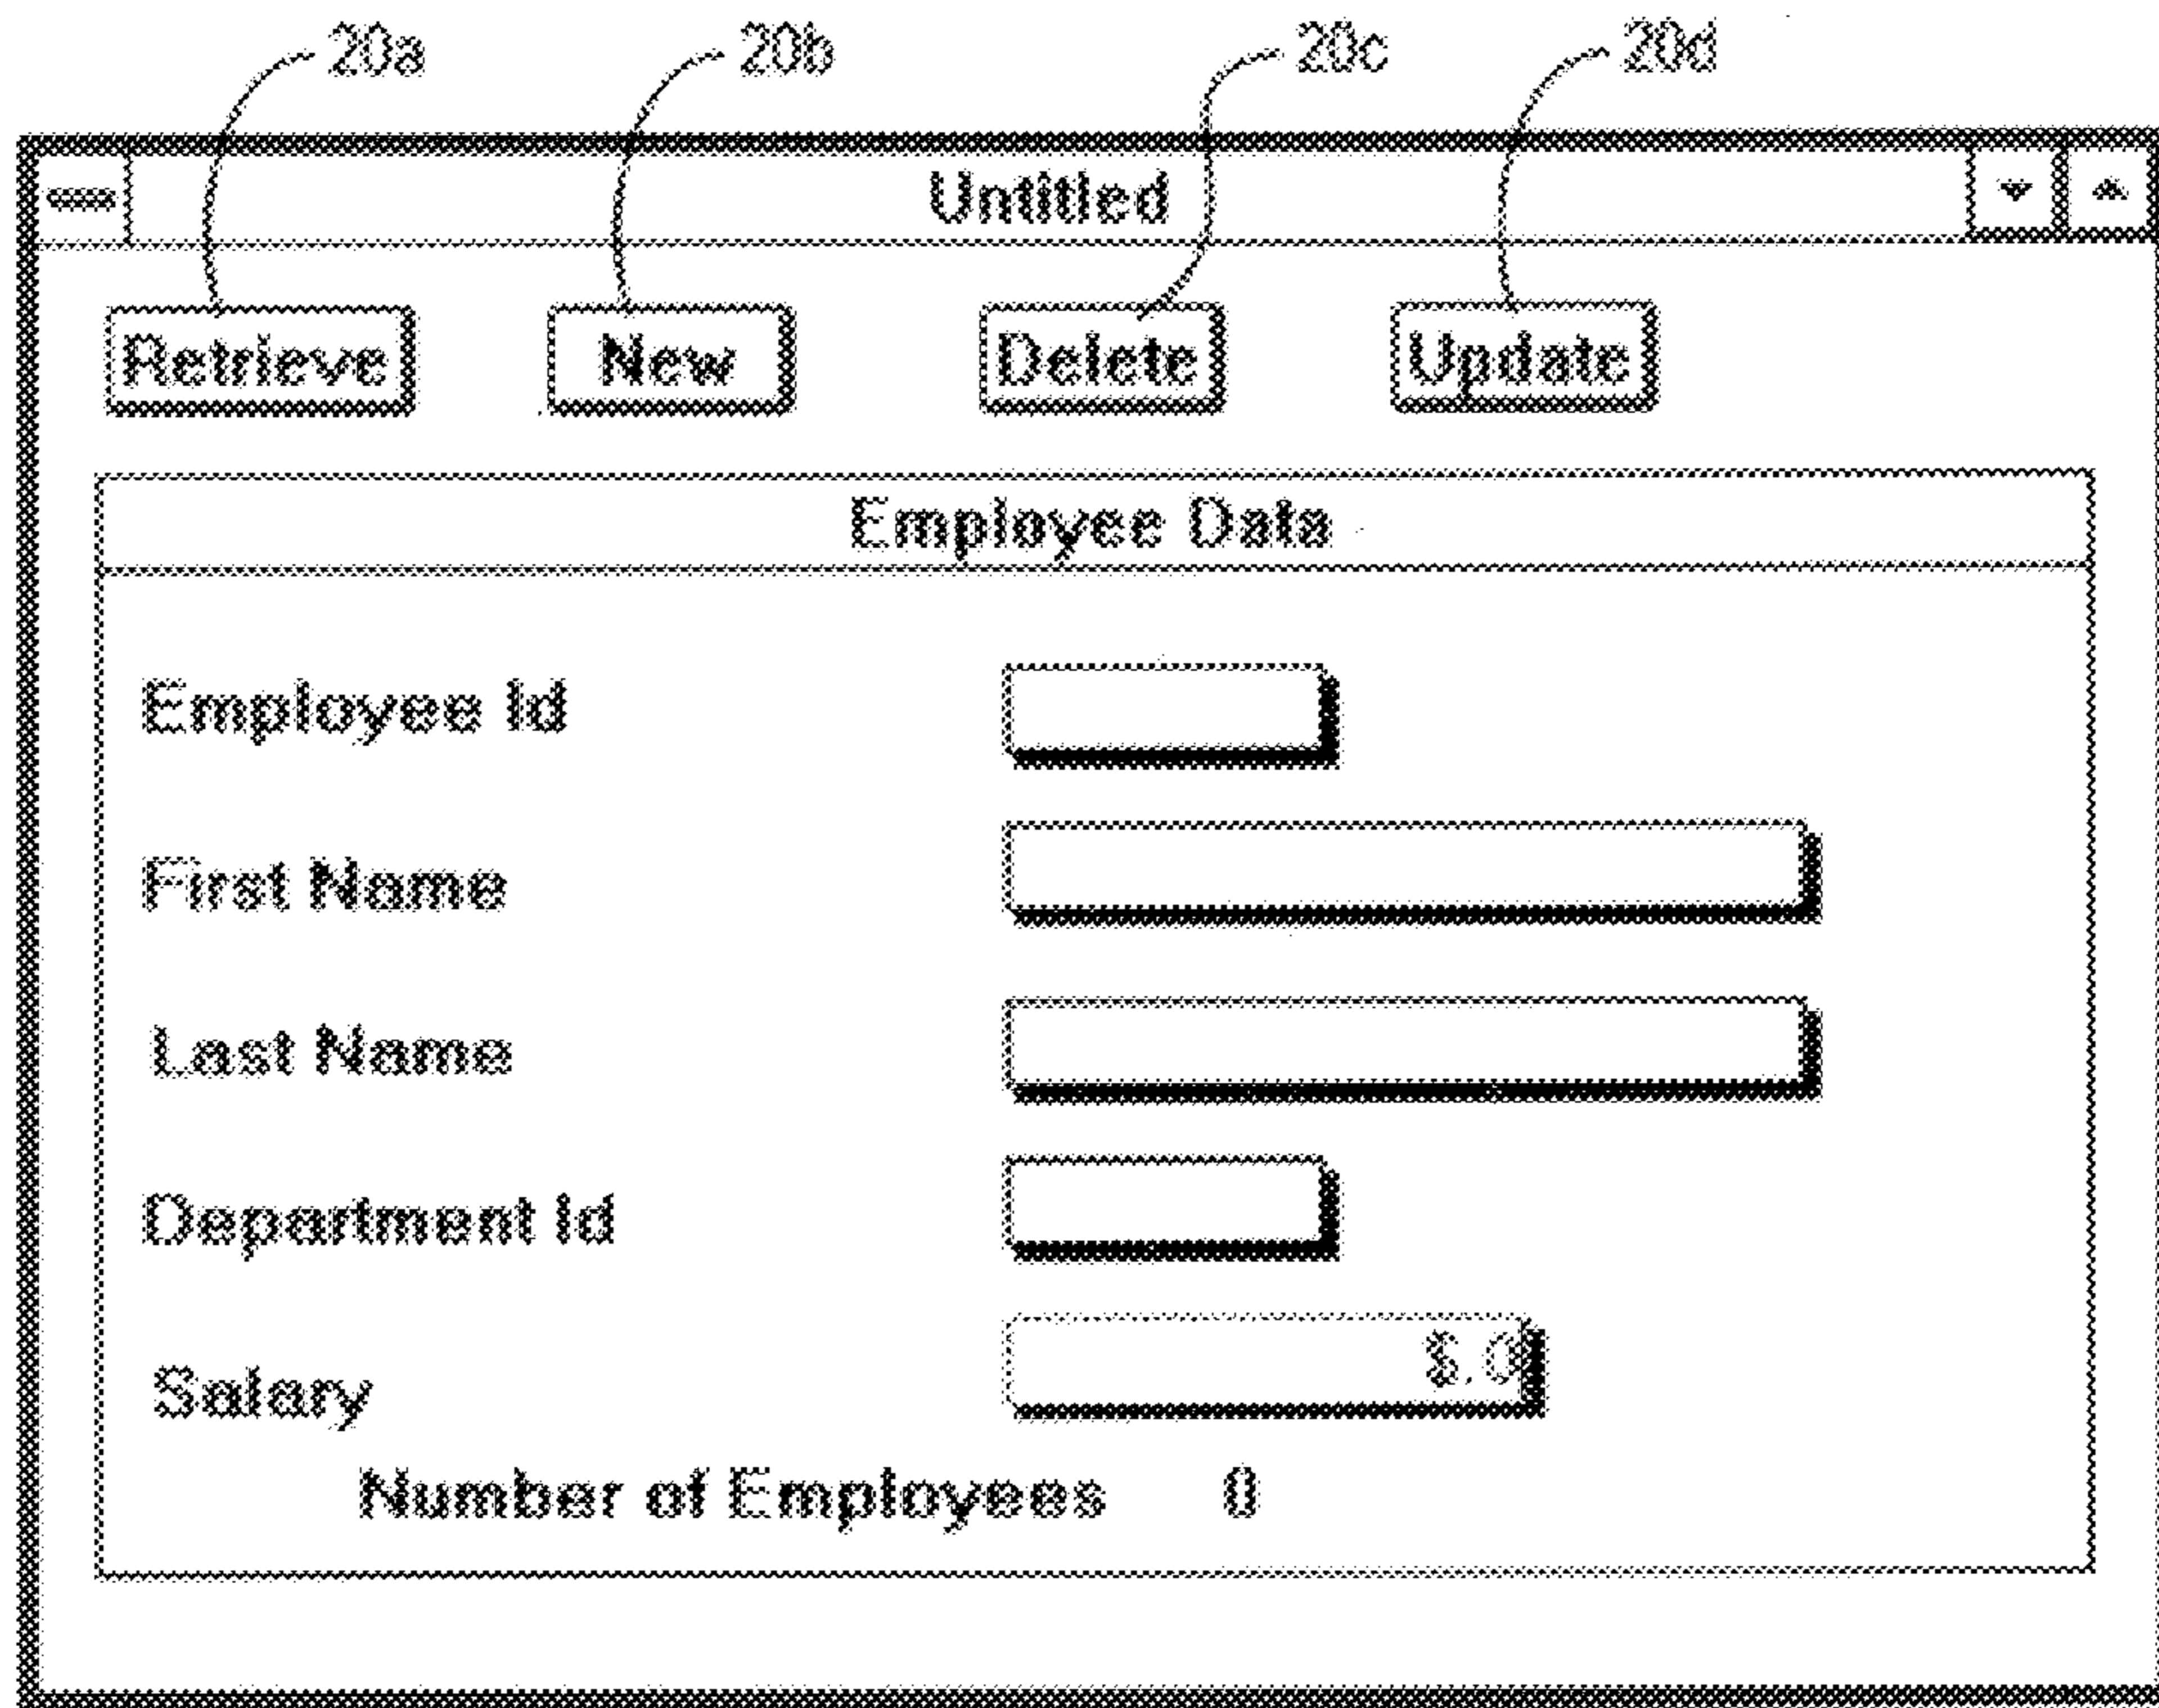 20a 20b 20c 20d
Untitled
Retrieve New Delete Update
Employee Data
Employee Id
First Name
Last Name
Department Id
Salary $.0
Number of Employees 0